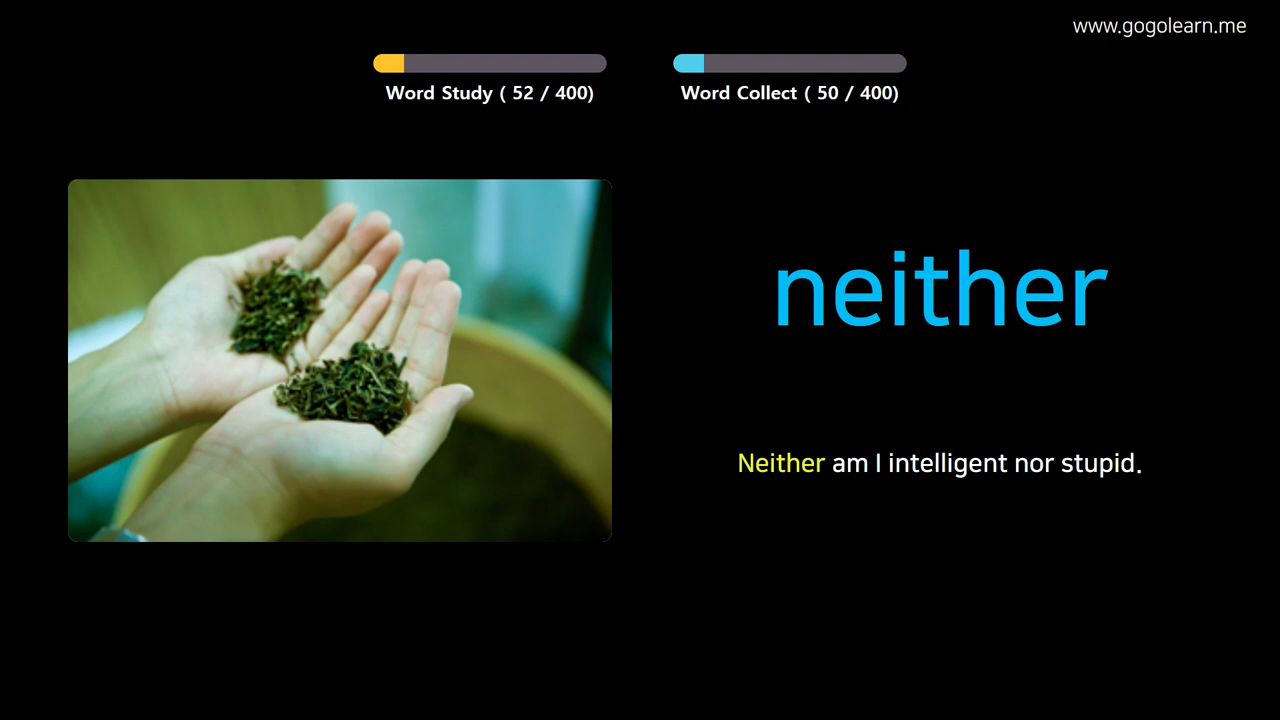 www.gogolearn.me
Word Study ( 52 / 400)
Word Collect ( 50 / 400)
neither
Neither am I intelligent nor stupid.